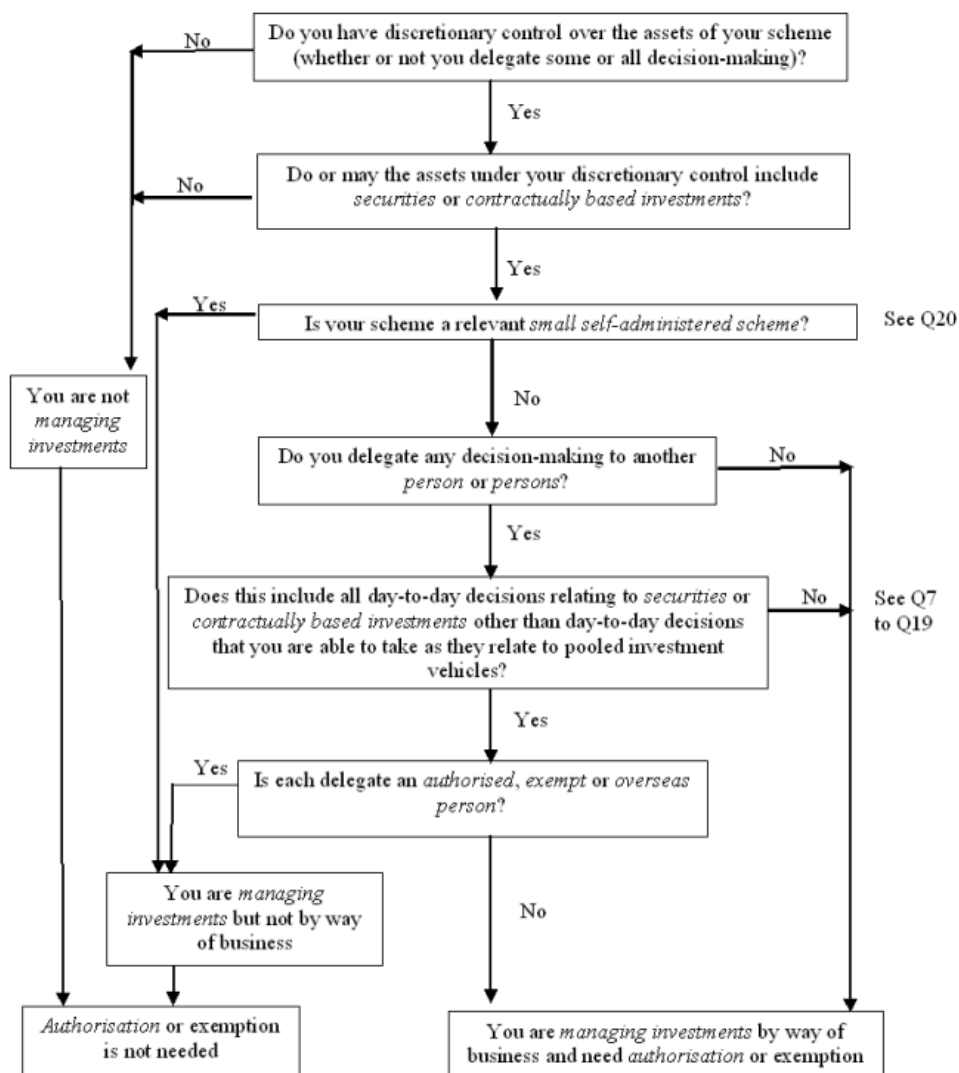 Do you have discretionary control over the assets of your scheme
(whether or not you delegate some or all decision-making)?
No
Yes
Do or may the assets under your discretionary control include
securities or contractually based investments?
No
Yes
Yes
Is your scheme a relevant small self-administered scheme?
See Q20
You are not
managing
investments
No
Do you delegate any decision-making to another
person or persons?
No
Yes
Does this include all day-to-day decisions relating to securities or
contractually based investments other than day-to-day decisions
that you are able to take as they relate to pooled investment
vehicles?
No
See Q7
to Q19
Yes
Yes
Is each delegate an authorised, exempt or overseas
person?
You are managing
investments but not by way
of business
No
Authorisation or exemption
is not needed
You are managing investments by way of
business and need authorisation or exemption